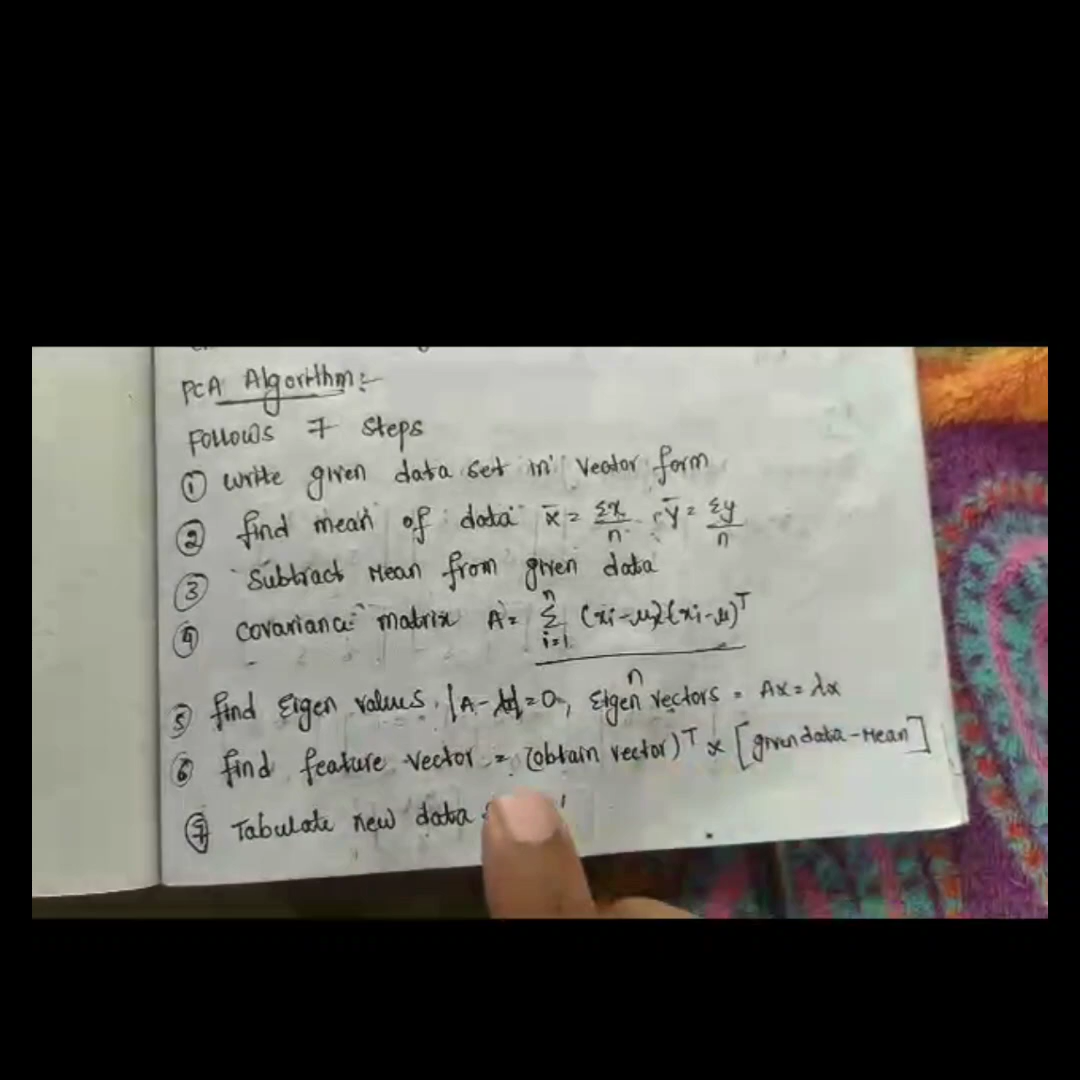 PCA Algorithm:-
Follows 7 steps
① write given data set in vector form
② find mean of data x̄ = Σx/n , ȳ = Σy/n
③ subtract Mean from given data
④ covariance matrix A = Σ_{i=1}^{n} (xi-μ)(xi-μ)^T / n
⑤ find Eigen values. |A-λI|=0, Eigen vectors = Ax=λx
⑥ find feature vector = (obtain vector)^T x [given data - Mean]
⑦ Tabulate new data